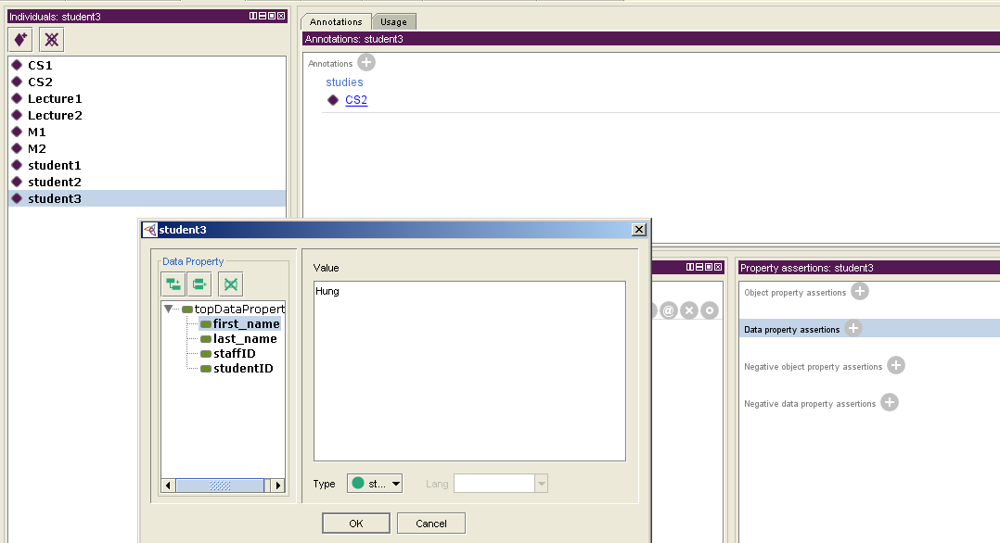 Individuals: student3
CS1
CS2
Lecture1
Lecture2
M1
M2
student1
student2
student3
Annotations Usage
Annotations: student3
Annotations
studies
CS2
student3
Data Property
topDataPropert
first_name
last_name
staffID
studentID
Value
Hung
Type st... Lang
OK Cancel
@
Property assertions: student3
Object property assertions
Data property assertions
Negative object property assertions
Negative data property assertions